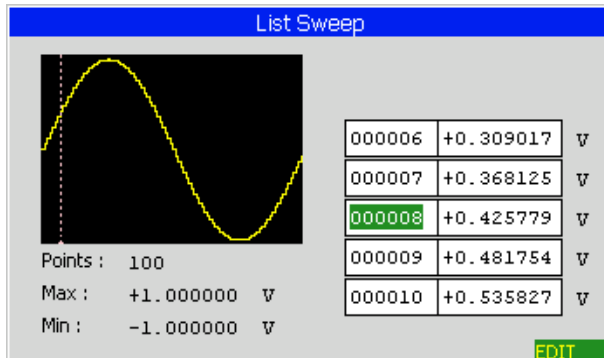 List Sweep
000006 +0.309017 V
000007 +0.368125 V
000008 +0.425779 V
000009 +0.481754 V
000010 +0.535827 V
Points : 100
Max : +1.000000 V
Min : -1.000000 V
EDIT